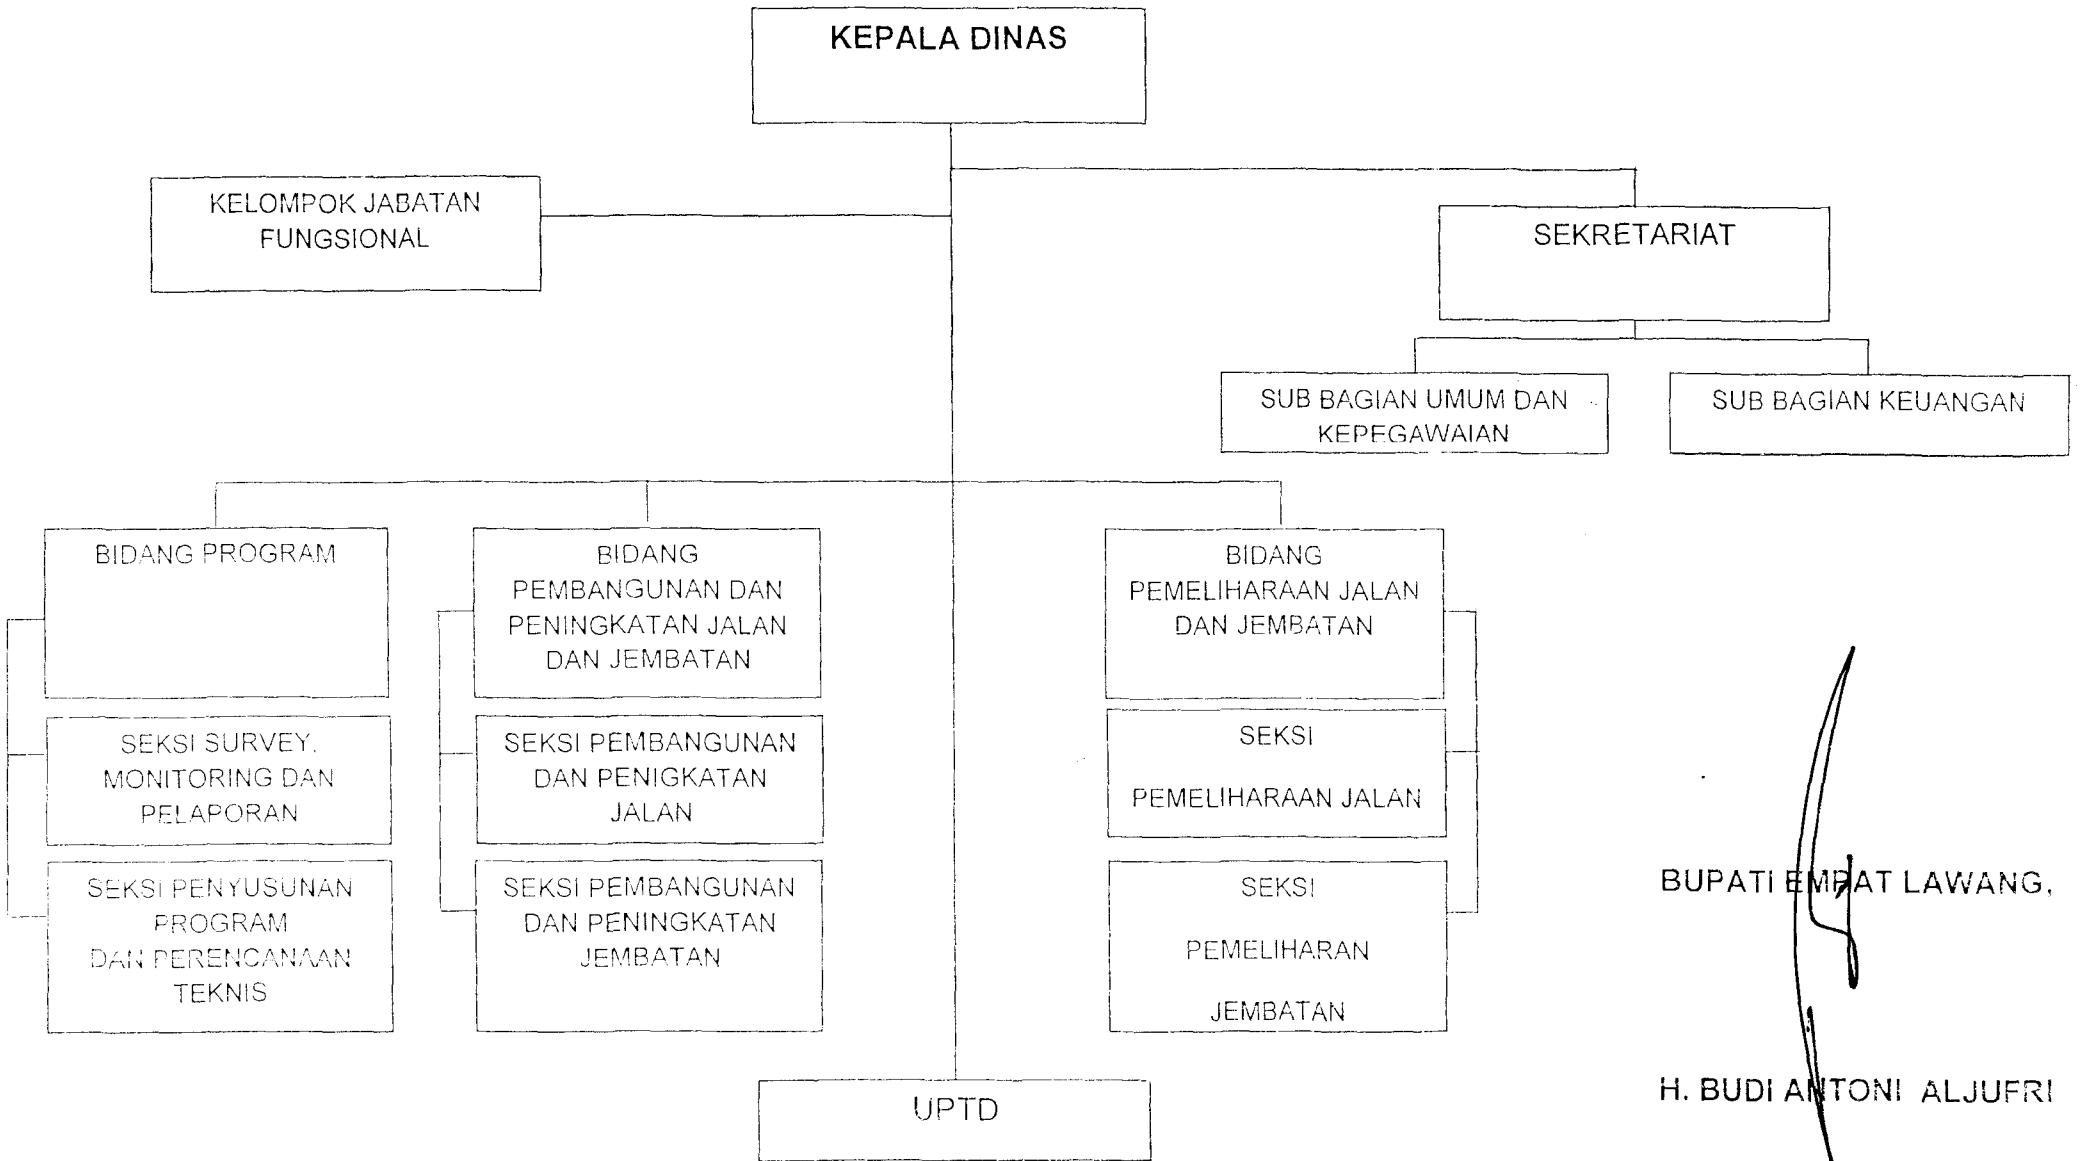 KEPALA DINAS
KELOMPOK JABATAN
FUNGSIONAL
SEKRETARIAT
SUB BAGIAN UMUM DAN
KEPEGAWAIAN
SUB BAGIAN KEUANGAN
BIDANG PROGRAM
SEKSI SURVEY.
MONITORING DAN
PELAPORAN
SEKSI PENYUSUNAN
PROGRAM
DAN PERENCANAAN
TEKNIS
BIDANG
PEMBANGUNAN DAN
PENINGKATAN JALAN
DAN JEMBATAN
SEKSI PEMBANGUNAN
DAN PENIGKATAN
JALAN
SEKSI PEMBANGUNAN
DAN PENINGKATAN
JEMBATAN
BIDANG
PEMELIHARAAN JALAN
DAN JEMBATAN
SEKSI
PEMELIHARAAN JALAN
SEKSI
PEMELIHARAN
JEMBATAN
UPTD
BUPATI EMPAT LAWANG,
H. BUDI ANTONI ALJUFRI